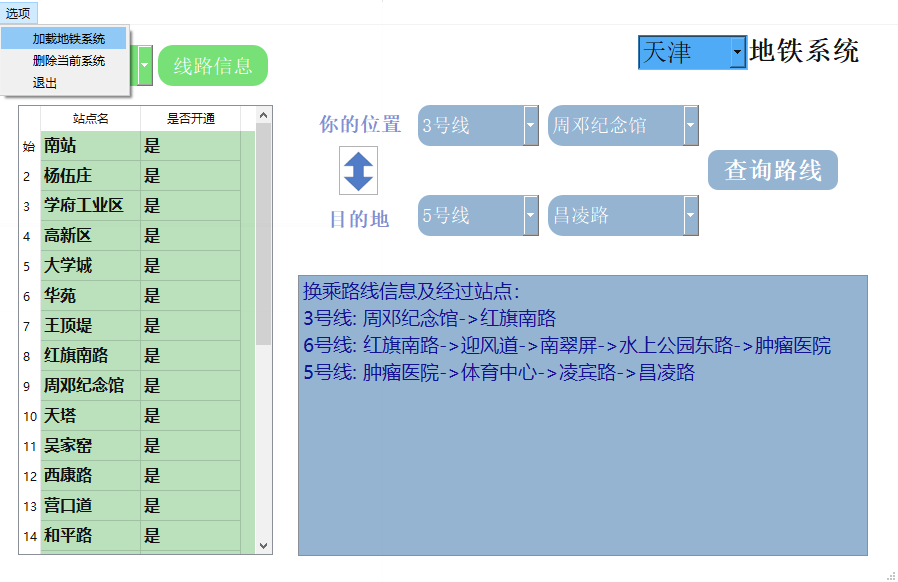 选项
加载地铁系统
删除当前系统
退出
线路信息
天津
地铁系统
你的位置
3号线
周邓纪念馆
查询路线
目的地
5号线
昌凌路
站点名 是否开通
始 南站 是
2 杨伍庄 是
3 学府工业区 是
4 高新区 是
5 大学城 是
6 华苑 是
7 王顶堤 是
8 红旗南路 是
9 周邓纪念馆 是
10 天塔 是
11 吴家窑 是
12 西康路 是
13 营口道 是
14 和平路 是
换乘路线信息及经过站点:
3号线: 周邓纪念馆->红旗南路
6号线: 红旗南路->迎风道->南翠屏->水上公园东路->肿瘤医院
5号线: 肿瘤医院->体育中心->凌宾路->昌凌路